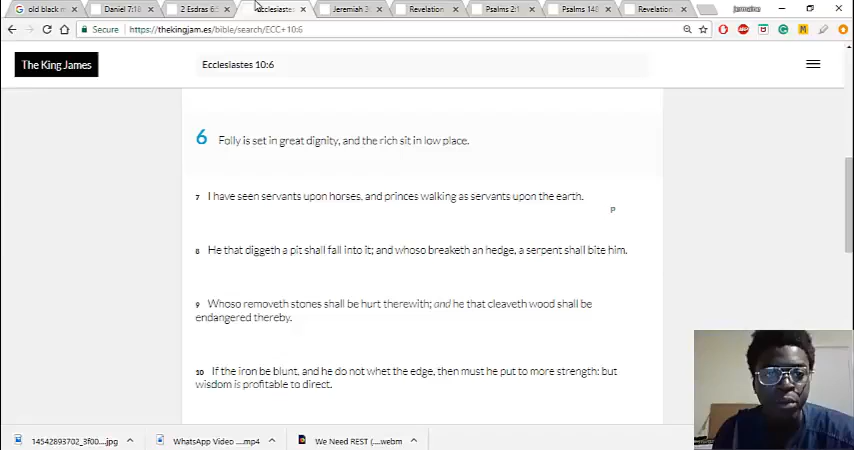 old black m
Daniel 7:18
2 Esdras 6:
Ecclesiaste
Jeremiah 3
Revelation
Psalms 2:1
Psalms 148
Revelation
jermaine
Secure
https://thekingjam.es/bible/search/ECC+10:6
The King James
Ecclesiastes 10:6
6 Folly is set in great dignity, and the rich sit in low place.
7 I have seen servants upon horses, and princes walking as servants upon the earth.
P
8 He that diggeth a pit shall fall into it; and whoso breaketh an hedge, a serpent shall bite him.
9 Whoso removeth stones shall be hurt therewith; and he that cleaveth wood shall be
endangered thereby.
10 If the iron be blunt, and he do not whet the edge, then must he put to more strength: but
wisdom is profitable to direct.
14542893702_3f00....jpg
WhatsApp Video ....mp4
We Need REST (....webm